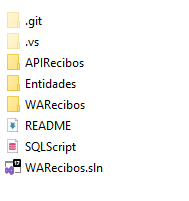 .git
.vs
APIRecibos
Entidades
WARecibos
README
SQLScript
WARecibos.sln